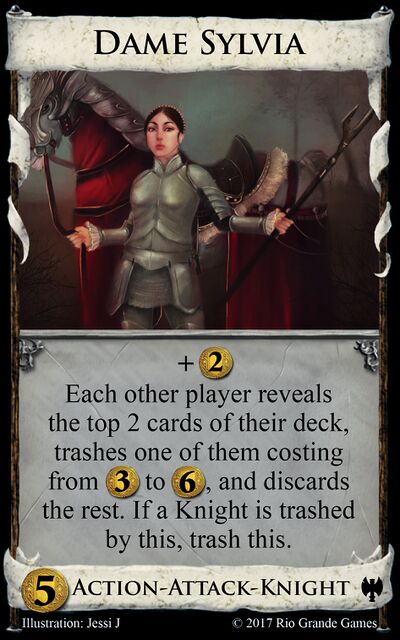 DAME SYLVIA
+ 2
Each other player reveals
the top 2 cards of their deck,
trashes one of them costing
from 3 to 6, and discards
the rest. If a Knight is trashed
by this, trash this.
5 ACTION-ATTACK-KNIGHT
Illustration: Jessi J © 2017 Rio Grande Games